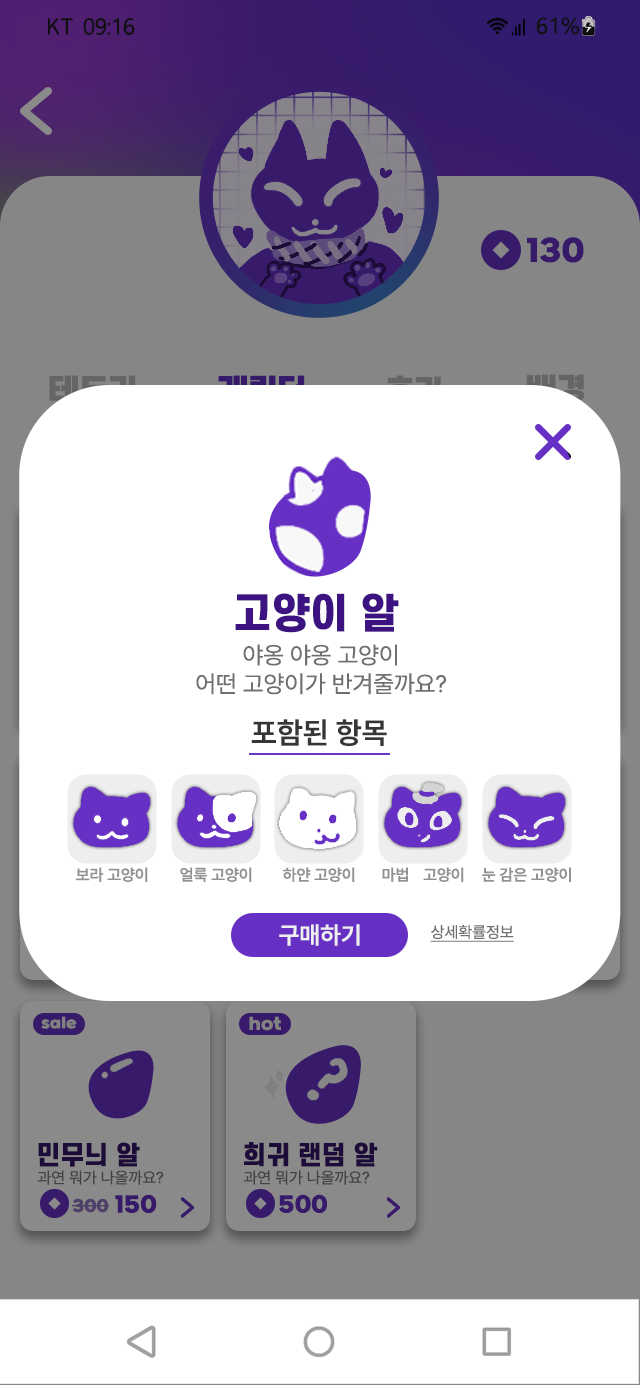 KT 09:16
61%
130
고양이 알
야옹 야옹 고양이
어떤 고양이가 반겨줄까요?
포함된 항목
보라 고양이
얼룩 고양이
하얀 고양이
마법 고양이
눈 감은 고양이
구매하기
상세확률정보
sale
민무늬 알
과연 뭐가 나올까요?
300 150
hot
희귀 랜덤 알
과연 뭐가 나올까요?
500